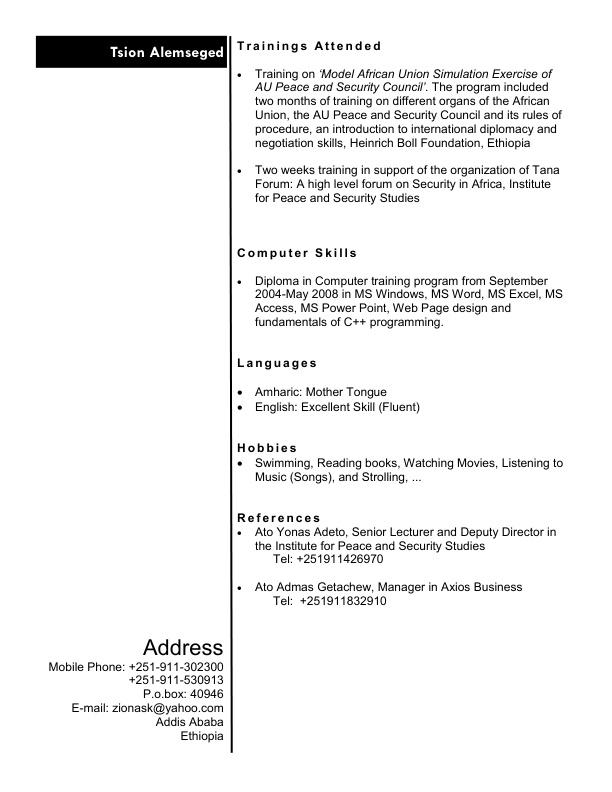 Tsion Alemseged
Trainings Attended
• Training on ‘Model African Union Simulation Exercise of
AU Peace and Security Council’. The program included
two months of training on different organs of the African
Union, the AU Peace and Security Council and its rules of
procedure, an introduction to international diplomacy and
negotiation skills, Heinrich Boll Foundation, Ethiopia
• Two weeks training in support of the organization of Tana
Forum: A high level forum on Security in Africa, Institute
for Peace and Security Studies
Computer Skills
• Diploma in Computer training program from September
2004-May 2008 in MS Windows, MS Word, MS Excel, MS
Access, MS Power Point, Web Page design and
fundamentals of C++ programming.
Languages
• Amharic: Mother Tongue
• English: Excellent Skill (Fluent)
Hobbies
• Swimming, Reading books, Watching Movies, Listening to
Music (Songs), and Strolling, ...
References
• Ato Yonas Adeto, Senior Lecturer and Deputy Director in
the Institute for Peace and Security Studies
Tel: +251911426970
• Ato Admas Getachew, Manager in Axios Business
Tel: +251911832910
Address
Mobile Phone: +251-911-302300
+251-911-530913
P.o.box: 40946
E-mail: zionask@yahoo.com
Addis Ababa
Ethiopia